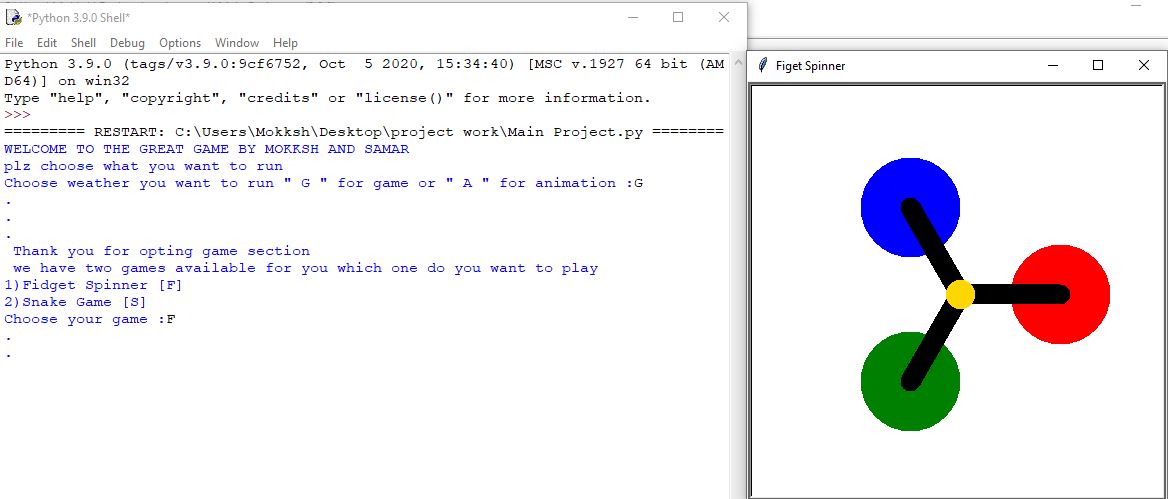 *Python 3.9.0 Shell*
File Edit Shell Debug Options Window Help
Python 3.9.0 (tags/v3.9.0:9cf6752, Oct  5 2020, 15:34:40) [MSC v.1927 64 bit (AM
D64)] on win32
Type "help", "copyright", "credits" or "license()" for more information.
>>>
========= RESTART: C:\Users\Mokksh\Desktop\project work\Main Project.py ========
WELCOME TO THE GREAT GAME BY MOKKSH AND SAMAR
plz choose what you want to run
Choose weather you want to run " G " for game or " A " for animation :G
.
.
.
 Thank you for opting game section
 we have two games available for you which one do you want to play
1)Fidget Spinner [F]
2)Snake Game [S]
Choose your game :F
.
.
Figet Spinner